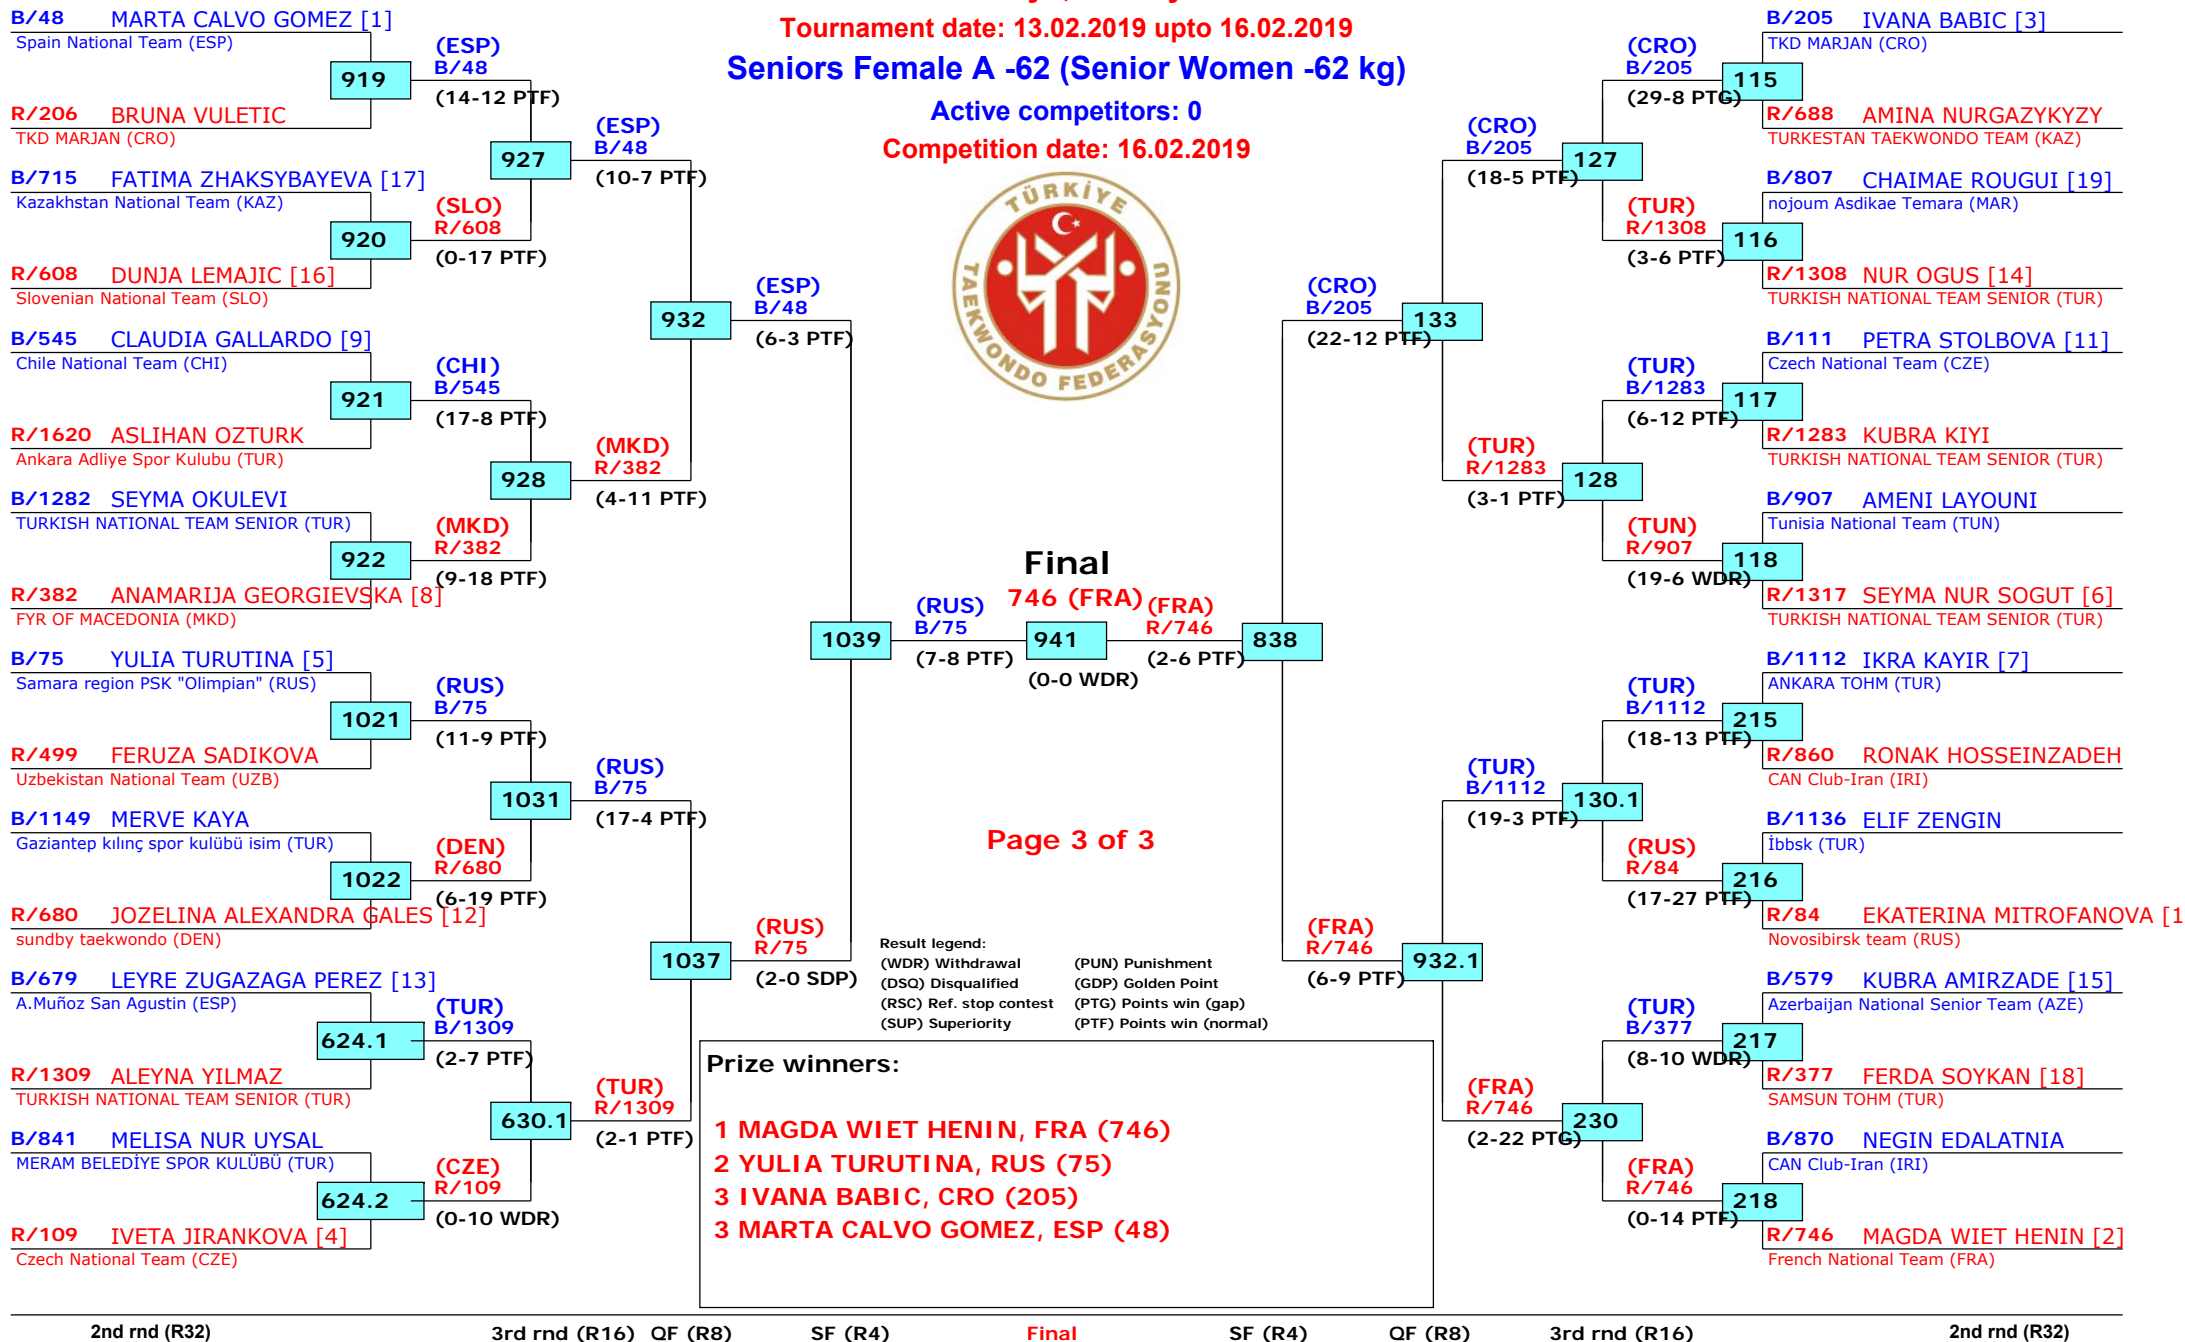 Tournament date: 13.02.2019 upto 16.02.2019
Seniors Female A -62 (Senior Women -62 kg)
Active competitors: 0
Competition date: 16.02.2019
TÜRKİYE
TAEKWONDO FEDERASYONU
B/48 MARTA CALVO GOMEZ [1]
Spain National Team (ESP)
919
R/206 BRUNA VULETIC
TKD MARJAN (CRO)
B/715 FATIMA ZHAKSYBAYEVA [17]
Kazakhstan National Team (KAZ)
920
R/608 DUNJA LEMAJIC [16]
Slovenian National Team (SLO)
B/545 CLAUDIA GALLARDO [9]
Chile National Team (CHI)
921
R/1620 ASLIHAN OZTURK
Ankara Adliye Spor Kulubu (TUR)
B/1282 SEYMA OKULEVI
TURKISH NATIONAL TEAM SENIOR (TUR)
922
R/382 ANAMARIJA GEORGIEVSKA [8]
FYR OF MACEDONIA (MKD)
B/75 YULIA TURUTINA [5]
Samara region PSK "Olimpian" (RUS)
1021
R/499 FERUZA SADIKOVA
Uzbekistan National Team (UZB)
B/1149 MERVE KAYA
Gaziantep kılınç spor kulübü isim (TUR)
1022
R/680 JOZELINA ALEXANDRA GALES [12]
sundby taekwondo (DEN)
B/679 LEYRE ZUGAZAGA PEREZ [13]
A.Muñoz San Agustin (ESP)
624.1
R/1309 ALEYNA YILMAZ
TURKISH NATIONAL TEAM SENIOR (TUR)
B/841 MELISA NUR UYSAL
MERAM BELEDİYE SPOR KULÜBÜ (TUR)
624.2
R/109 IVETA JIRANKOVA [4]
Czech National Team (CZE)
(ESP)
B/48
(14-12 PTF)
927
(SLO)
R/608
(0-17 PTF)
(CHI)
B/545
(17-8 PTF)
928
(MKD)
R/382
(9-18 PTF)
(RUS)
B/75
(11-9 PTF)
1031
(DEN)
R/680
(6-19 PTF)
(TUR)
B/1309
(2-7 PTF)
630.1
(CZE)
R/109
(0-10 WDR)
(ESP)
B/48
(10-7 PTF)
932
(MKD)
R/382
(4-11 PTF)
(RUS)
B/75
(17-4 PTF)
1037
(TUR)
R/1309
(2-1 PTF)
(ESP)
B/48
(6-3 PTF)
1039
(RUS)
R/75
(2-0 SDP)
(RUS)
B/75
(7-8 PTF)
Final
746 (FRA)
941
(0-0 WDR)
(FRA)
R/746
(2-6 PTF)
838
(CRO)
B/205
(22-12 PTF)
133
(FRA)
R/746
(6-9 PTF)
932.1
(CRO)
B/205
(18-5 PTF)
127
(TUR)
R/1283
(3-1 PTF)
128
(TUR)
B/1112
(19-3 PTF)
130.1
(FRA)
R/746
(2-22 PTG)
230
(CRO)
B/205
(29-8 PTG)
115
(TUR)
R/1308
(3-6 PTF)
116
(TUR)
B/1283
(6-12 PTF)
117
(TUN)
R/907
(19-6 WDR)
118
(TUR)
B/1112
(18-13 PTF)
215
(RUS)
R/84
(17-27 PTF)
216
(TUR)
B/377
(8-10 WDR)
217
(FRA)
R/746
(0-14 PTF)
218
B/205 IVANA BABIC [3]
TKD MARJAN (CRO)
R/688 AMINA NURGAZYKYZY
TURKESTAN TAEKWONDO TEAM (KAZ)
B/807 CHAIMAE ROUGUI [19]
nojoum Asdikae Temara (MAR)
R/1308 NUR OGUS [14]
TURKISH NATIONAL TEAM SENIOR (TUR)
B/111 PETRA STOLBOVA [11]
Czech National Team (CZE)
R/1283 KUBRA KIYI
TURKISH NATIONAL TEAM SENIOR (TUR)
B/907 AMENI LAYOUNI
Tunisia National Team (TUN)
R/1317 SEYMA NUR SOGUT [6]
TURKISH NATIONAL TEAM SENIOR (TUR)
B/1112 IKRA KAYIR [7]
ANKARA TOHM (TUR)
R/860 RONAK HOSSEINZADEH
CAN Club-Iran (IRI)
B/1136 ELIF ZENGIN
İbbsk (TUR)
R/84 EKATERINA MITROFANOVA [1
Novosibirsk team (RUS)
B/579 KUBRA AMIRZADE [15]
Azerbaijan National Senior Team (AZE)
R/377 FERDA SOYKAN [18]
SAMSUN TOHM (TUR)
B/870 NEGIN EDALATNIA
CAN Club-Iran (IRI)
R/746 MAGDA WIET HENIN [2]
French National Team (FRA)
Page 3 of 3
Result legend:
(WDR) Withdrawal (PUN) Punishment
(DSQ) Disqualified (GDP) Golden Point
(RSC) Ref. stop contest (PTG) Points win (gap)
(SUP) Superiority (PTF) Points win (normal)
Prize winners:
1 MAGDA WIET HENIN, FRA (746)
2 YULIA TURUTINA, RUS (75)
3 IVANA BABIC, CRO (205)
3 MARTA CALVO GOMEZ, ESP (48)
2nd rnd (R32) 3rd rnd (R16) QF (R8) SF (R4) Final SF (R4) QF (R8) 3rd rnd (R16) 2nd rnd (R32)